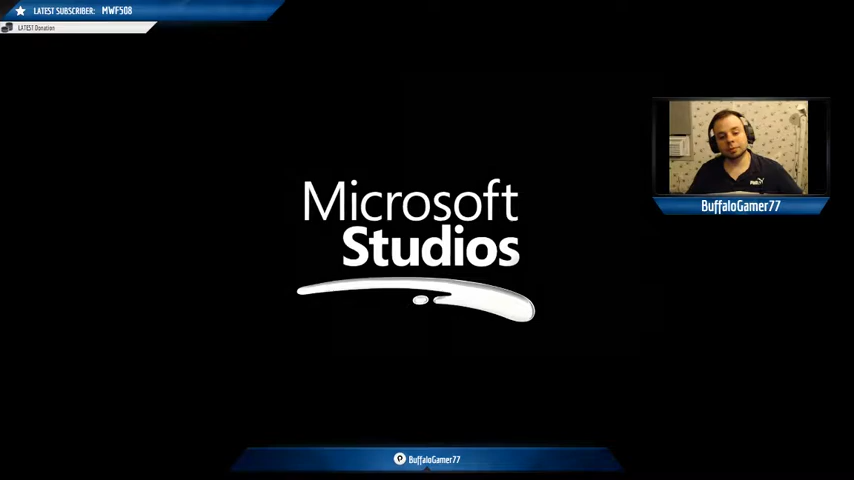 LATEST SUBSCRIBER: MWF508
LATEST Donation
Microsoft
Studios
BuffaloGamer77
BuffaloGamer77